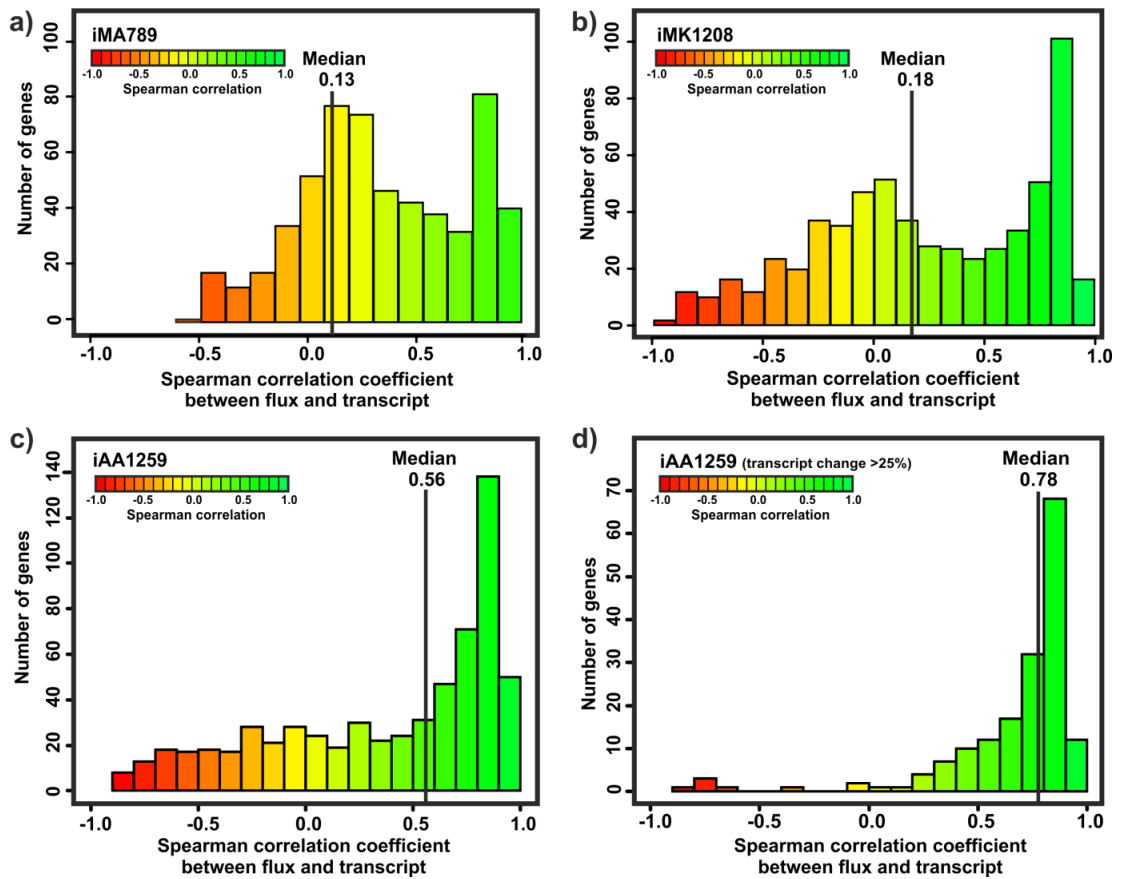 a)
iMA789
-1.0 -0.5 0.0 0.5 1.0
Spearman correlation
Median
0.13
Number of genes
100
80
60
40
20
0
-1.0 -0.5 0.0 0.5 1.0
Spearman correlation coefficient
between flux and transcript
b)
iMK1208
-1.0 -0.5 0.0 0.5 1.0
Spearman correlation
Median
0.18
Number of genes
100
80
60
40
20
0
-1.0 -0.5 0.0 0.5 1.0
Spearman correlation coefficient
between flux and transcript
c)
iAA1259
-1.0 -0.5 0.0 0.5 1.0
Spearman correlation
Median
0.56
Number of genes
140
120
100
80
60
40
20
0
-1.0 -0.5 0.0 0.5 1.0
Spearman correlation coefficient
between flux and transcript
d)
iAA1259 (transcript change >25%)
-1.0 -0.5 0.0 0.5 1.0
Spearman correlation
Median
0.78
Number of genes
70
60
50
40
30
20
10
0
-1.0 -0.5 0.0 0.5 1.0
Spearman correlation coefficient
between flux and transcript